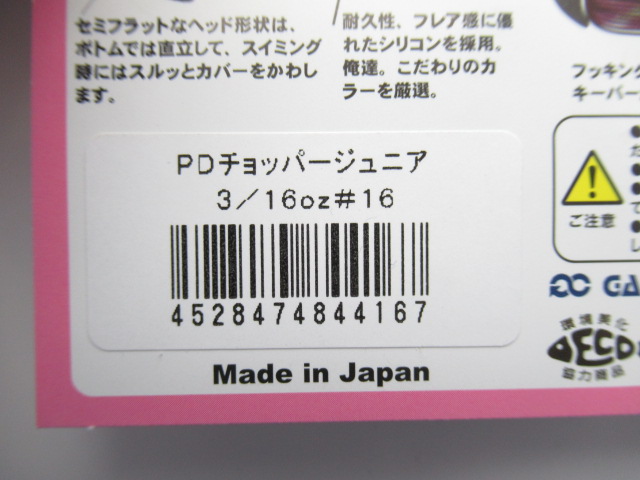 セミフラットなヘッド形状は、
ボトムでは直立して、スイミング
時にはスルッとカバーをかわし
ます。
耐久性、フレア感に優
れたシリコンを採用。
俺達。こだわりのカ
ラーを厳選。
フッキング
キーパー
PDチョッパージュニア
3/16oz#16
4528474844167
Made in Japan
ご注意
GA
環境美化
DECO
協力商品